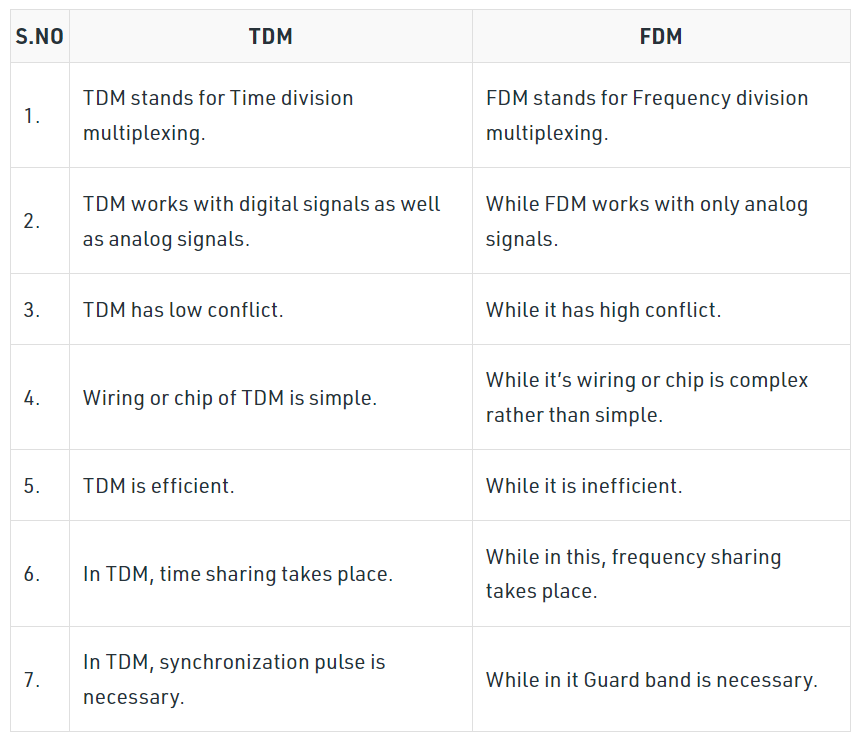 S.NO TDM FDM
1.
TDM stands for Time division
multiplexing.
FDM stands for Frequency division
multiplexing.
2.
TDM works with digital signals as well
as analog signals.
While FDM works with only analog
signals.
3.
TDM has low conflict.
While it has high conflict.
4.
Wiring or chip of TDM is simple.
While it’s wiring or chip is complex
rather than simple.
5.
TDM is efficient.
While it is inefficient.
6.
In TDM, time sharing takes place.
While in this, frequency sharing
takes place.
7.
In TDM, synchronization pulse is
necessary.
While in it Guard band is necessary.